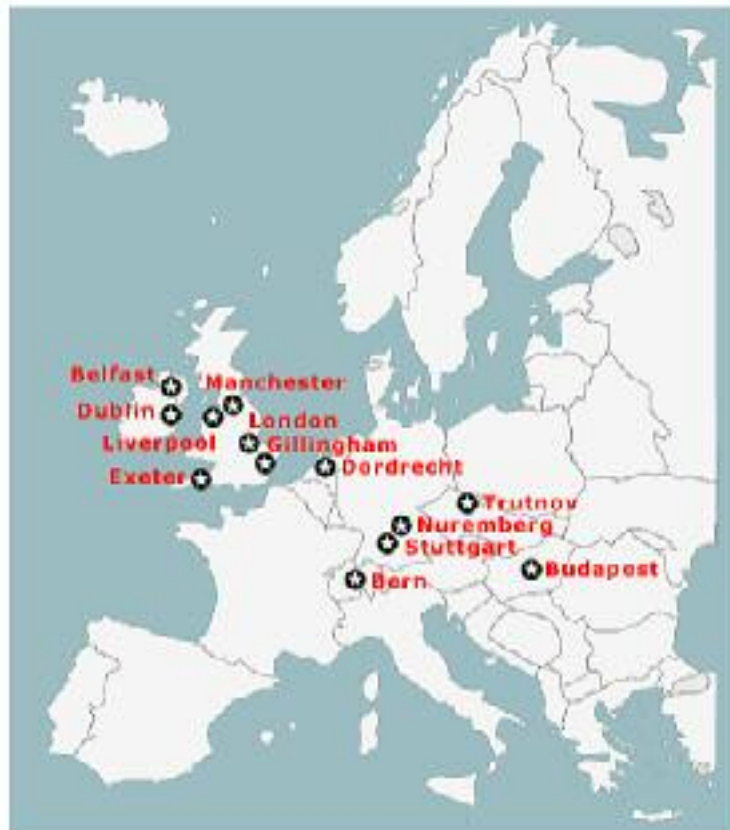 Belfast
Manchester
Dublin
London
Liverpool
Gillingham
Dordrecht
Exeter
Trutnov
Nuremberg
Stuttgart
Budapest
Bern